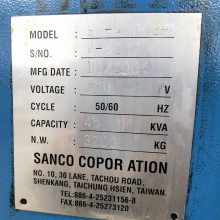 MODEL
S/NO.
MFG DATE
VOLTAGE V
CYCLE 50/60 HZ
CAPACITY KVA
N.W. KG
SANCO COPOR ATION
NO. 10, 30 LANE, TACHOU ROAD,
SHENKANG, TAICHUNG HSIEN, TAIWAN.
TEL:886-4-25231156-8
FAX:886-4-25273120